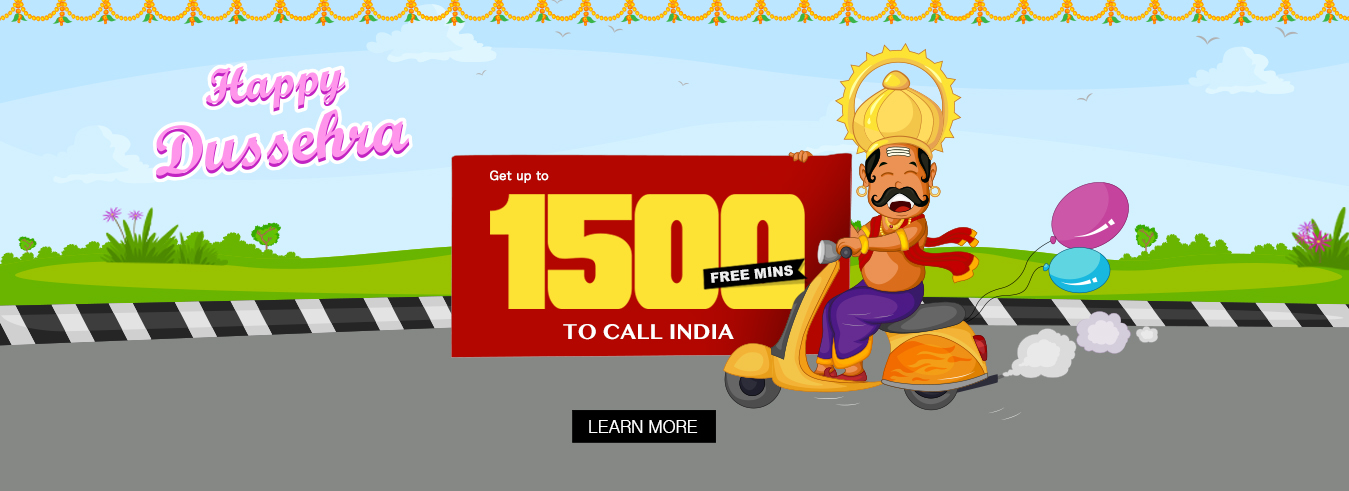 Happy
Dussehra
Get up to
1500
FREE MINS
TO CALL INDIA
LEARN MORE